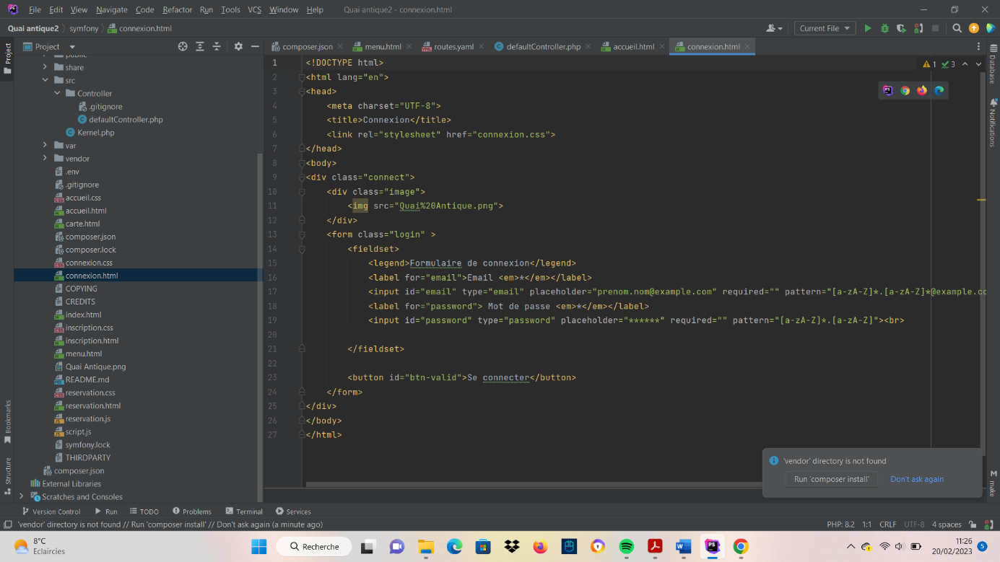 File Edit View Navigate Code Refactor Run Tools VCS Window Help Quai antique2 - connexion.html
Quai antique2 symfony connexion.html Current File
Project composer.json menu.html routes.yaml defaultController.php accueil.html connexion.html
Project
Bookmarks
Structure
public
share
src
Controller
.gitignore
defaultController.php
Kernel.php
var
vendor
.env
.gitignore
accueil.css
accueil.html
carte.html
composer.json
composer.lock
connexion.css
connexion.html
COPYING
CREDITS
index.html
inscription.css
inscription.html
menu.html
Quai Antique.png
README.md
reservation.css
reservation.html
reservation.js
script.js
symfony.lock
THIRDPARTY
composer.json
External Libraries
Scratches and Consoles
1 <!DOCTYPE html>
2 <html lang="en">
3 <head>
4 <meta charset="UTF-8">
5 <title>Connexion</title>
6 <link rel="stylesheet" href="connexion.css">
7 </head>
8 <body>
9 <div class="connect">
10 <div class="image">
11 <img src="Quai%20Antique.png">
12 </div>
13 <form class="login" >
14 <fieldset>
15 <legend>Formulaire de connexion</legend>
16 <label for="email">Email <em>*</em></label>
17 <input id="email" type="email" placeholder="prenom.nom@example.com" required="" pattern="[a-zA-Z]*.[a-zA-Z]*@example.co
18 <label for="password"> Mot de passe <em>*</em></label>
19 <input id="password" type="password" placeholder="******" required="" pattern="[a-zA-Z]*.[a-zA-Z]"><br>
20
21 </fieldset>
22
23 <button id="btn-valid">Se connecter</button>
24 </form>
25 </div>
26 </body>
27 </html>
1 3
Database
Notifications
make
'vendor' directory is not found
Run 'composer install' Don't ask again
Version Control Run TODO Problems Terminal Services
'vendor' directory is not found // Run 'composer install' // Don't ask again (a minute ago) PHP: 8.2 1:1 CRLF UTF-8 4 spaces
8°C
Eclaircies
Recherche
11:26
20/02/2023
5